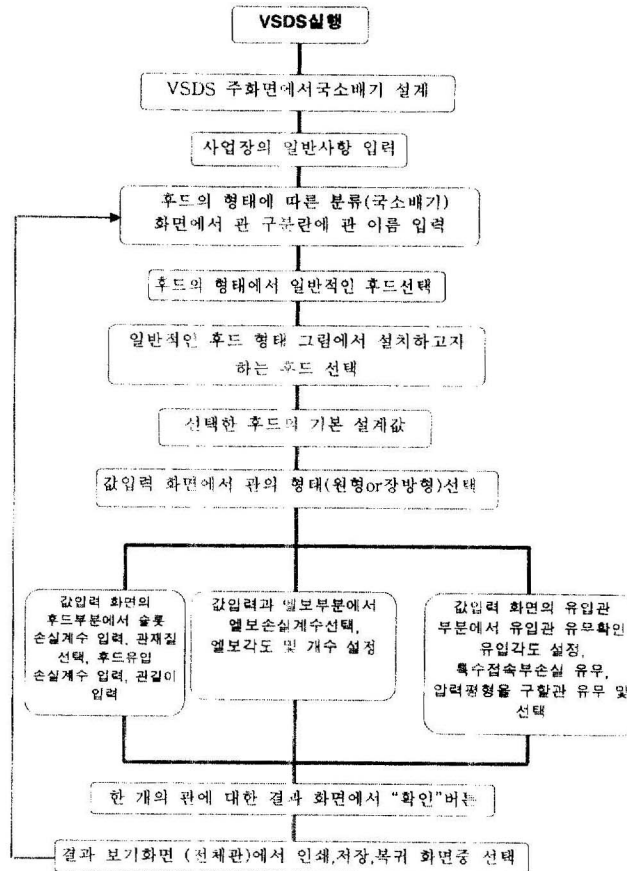 VSDS실행
VSDS 주화면에서국소배기 설계
사업장의 일반사항 입력
후드의 형태에 따른 분류(국소배기)
화면에서 관 구분란에 관 이름 입력
후드의 형태에서 일반적인 후드선택
일반적인 후드 형태 그림에서 설치하고자
하는 후드 선택
선택한 후드의 기본 설계값
값입력 화면에서 관의 형태(원형or장방형)선택
값입력 화면의
후드부분에서 슬롯
손실계수 입력, 관재질
선택, 후드유입
손실계수 입력, 관길이
입력
값입력과 엘보부분에서
엘보손실계수선택,
엘보각도 및 개수 설정
값입력 화면의 유입관
부분에서 유입관 유무확인
유입각도 설정,
특수접속부손실 유무,
압력평형을 구할관 유무 및
선택
한 개의 관에 대한 결과 화면에서 “확인”버튼
결과 보기화면 (전체관)에서 인쇄,저장,복귀 화면중 선택